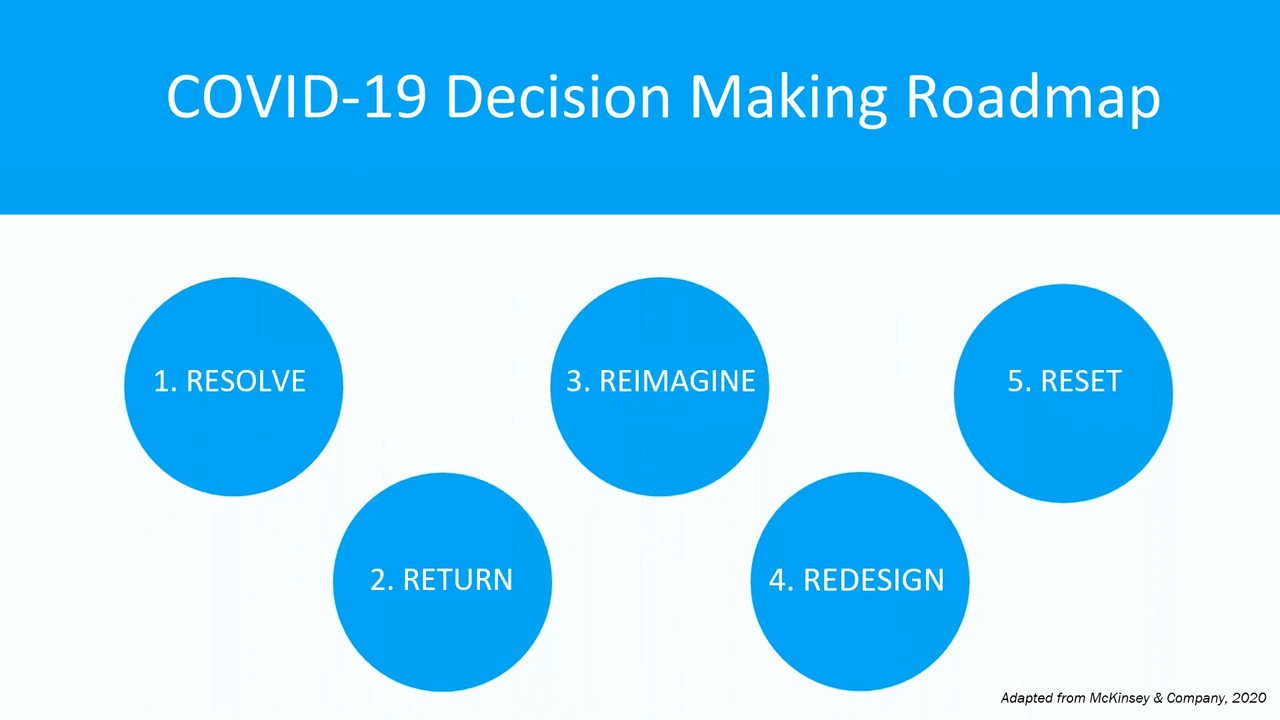 COVID-19 Decision Making Roadmap
1. RESOLVE
2. RETURN
3. REIMAGINE
4. REDESIGN
5. RESET
Adapted from McKinsey & Company, 2020